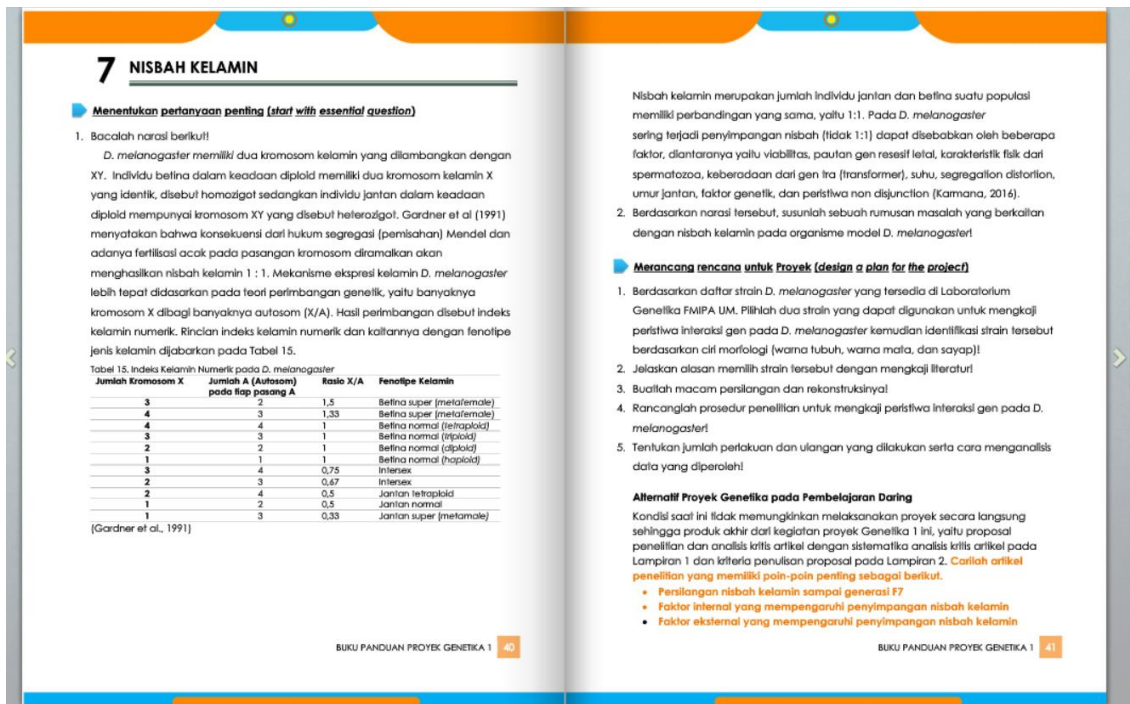 7 NISBAH KELAMIN
Menentukan pertanyaan penting (start with essential question)
1. Bacalah narasi berikut!
D. melanogaster memiliki dua kromosom kelamin yang dilambangkan dengan
XY. Individu betina dalam keadaan diploid memiliki dua kromosom kelamin X
yang identik, disebut homozigot sedangkan individu jantan dalam keadaan
diploid mempunyai kromosom XY yang disebut heterozigot. Gardner et al (1991)
menyatakan bahwa konsekuensi dari hukum segregasi (pemisahan) Mendel dan
adanya fertilisasi acak pada pasangan kromosom diramalkan akan
menghasilkan nisbah kelamin 1 : 1. Mekanisme ekspresi kelamin D. melanogaster
lebih tepat didasarkan pada teori perimbangan genetik, yaitu banyaknya
kromosom X dibagi banyaknya autosom (X/A). Hasil perimbangan disebut indeks
kelamin numerik. Rincian indeks kelamin numerik dan kaitannya dengan fenotipe
jenis kelamin dijabarkan pada Tabel 15.
Tabel 15. Indeks Kelamin Numerik pada D. melanogaster
Jumlah Kromosom X Jumlah A (Autosom) Rasio X/A Fenotipe Kelamin
pada tiap pasang A
3 2 1,5 Betina super (metafemale)
4 3 1,33 Betina super (metafemale)
4 4 1 Betina normal (tetraploid)
3 3 1 Betina normal (triploid)
2 2 1 Betina normal (diploid)
1 1 1 Betina normal (haploid)
3 4 0,75 Intersex
2 3 0,67 Intersex
2 4 0,5 Jantan tetraploid
1 2 0,5 Jantan normal
1 3 0,33 Jantan super (metamale)
(Gardner et al., 1991)
BUKU PANDUAN PROYEK GENETIKA 1 40
Nisbah kelamin merupakan jumlah individu jantan dan betina suatu populasi
memiliki perbandingan yang sama, yaitu 1:1. Pada D. melanogaster
sering terjadi penyimpangan nisbah (tidak 1:1) dapat disebabkan oleh beberapa
faktor, diantaranya yaitu viabilitas, pautan gen resesif letal, karakteristik fisik dari
spermatozoa, keberadaan dari gen tra (transformer), suhu, segregation distortion,
umur jantan, faktor genetik, dan peristiwa non disjunction (Karmana, 2016).
2. Berdasarkan narasi tersebut, susunlah sebuah rumusan masalah yang berkaitan
dengan nisbah kelamin pada organisme model D. melanogaster!
Merancang rencana untuk Proyek (design a plan for the project)
1. Berdasarkan daftar strain D. melanogaster yang tersedia di Laboratorium
Genetika FMIPA UM. Pilihlah dua strain yang dapat digunakan untuk mengkaji
peristiwa interaksi gen pada D. melanogaster kemudian identifikasi strain tersebut
berdasarkan ciri morfologi (warna tubuh, warna mata, dan sayap)!
2. Jelaskan alasan memilih strain tersebut dengan mengkaji literatur!
3. Buatlah macam persilangan dan rekonstruksinya!
4. Rancanglah prosedur penelitian untuk mengkaji peristiwa interaksi gen pada D.
melanogaster!
5. Tentukan jumlah perlakuan dan ulangan yang dilakukan serta cara menganalisis
data yang diperoleh!
Alternatif Proyek Genetika pada Pembelajaran Daring
Kondisi saat ini tidak memungkinkan melaksanakan proyek secara langsung
sehingga produk akhir dari kegiatan proyek Genetika 1 ini, yaitu proposal
penelitian dan analisis kritis artikel dengan sistematika analisis kritis artikel pada
Lampiran 1 dan kriteria penulisan proposal pada Lampiran 2. Carilah artikel
penelitian yang memiliki poin-poin penting sebagai berikut.
• Persilangan nisbah kelamin sampai generasi F7
• Faktor internal yang mempengaruhi penyimpangan nisbah kelamin
• Faktor eksternal yang mempengaruhi penyimpangan nisbah kelamin
BUKU PANDUAN PROYEK GENETIKA 1 41